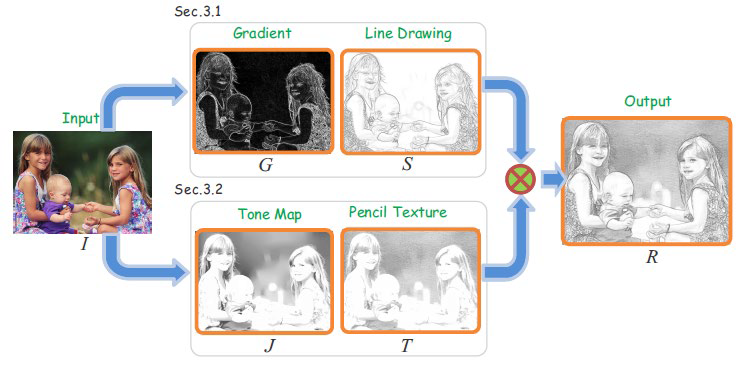 Sec.3.1
Gradient
Line Drawing
Input
Output
G
S
Sec.3.2
Tone Map
Pencil Texture
I
R
J
T